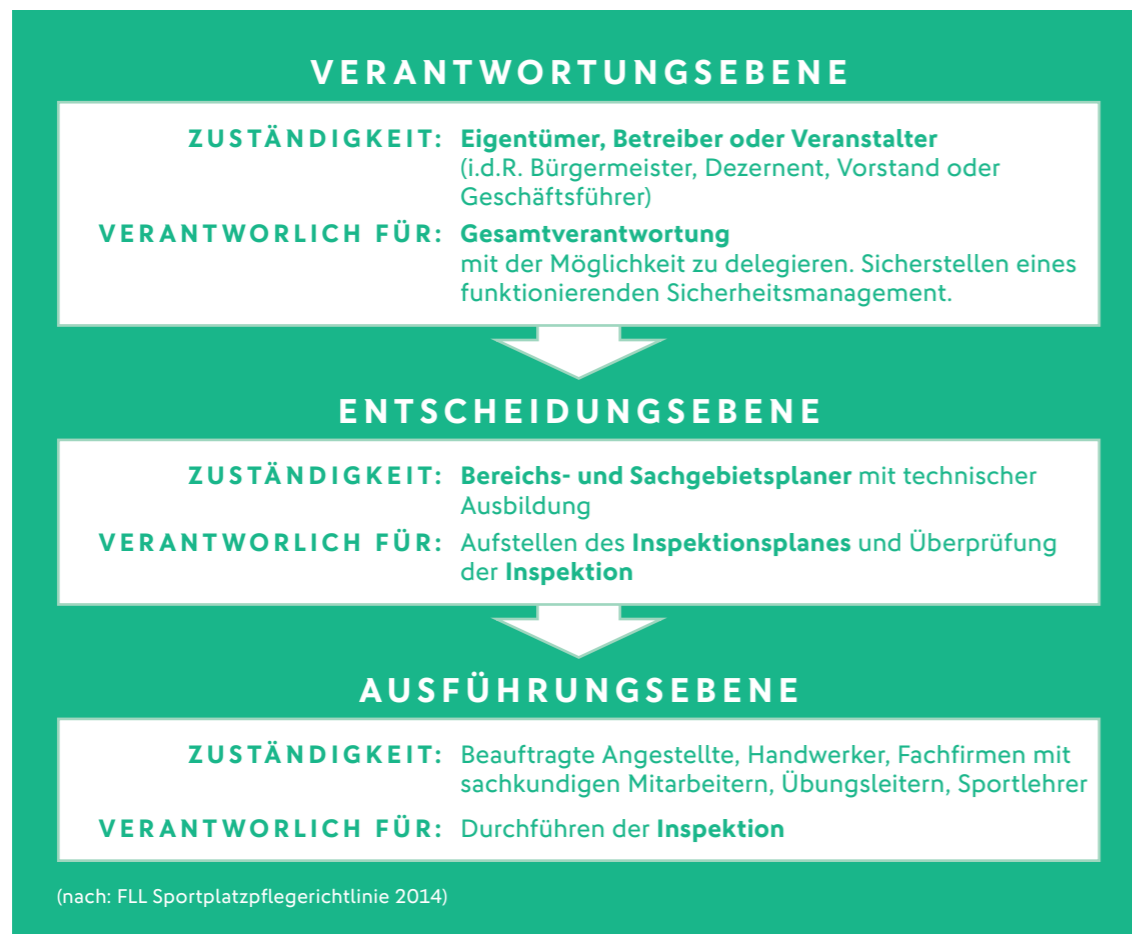 VERANTWORTUNGSEBENE
ZUSTÄNDIGKEIT: Eigentümer, Betreiber oder Veranstalter
(i.d.R. Bürgermeister, Dezernent, Vorstand oder
Geschäftsführer)
VERANTWORLICH FÜR: Gesamtverantwortung
mit der Möglichkeit zu delegieren. Sicherstellen eines
funktionierenden Sicherheitsmanagement.
ENTSCHEIDUNGSEBENE
ZUSTÄNDIGKEIT: Bereichs- und Sachgebietsplaner mit technischer
Ausbildung
VERANTWORLICH FÜR: Aufstellen des Inspektionsplanes und Überprüfung
der Inspektion
AUSFÜHRUNGSEBENE
ZUSTÄNDIGKEIT: Beauftragte Angestellte, Handwerker, Fachfirmen mit
sachkundigen Mitarbeitern, Übungsleitern, Sportlehrer
VERANTWORLICH FÜR: Durchführen der Inspektion
(nach: FLL Sportplatzpflegerichtlinie 2014)